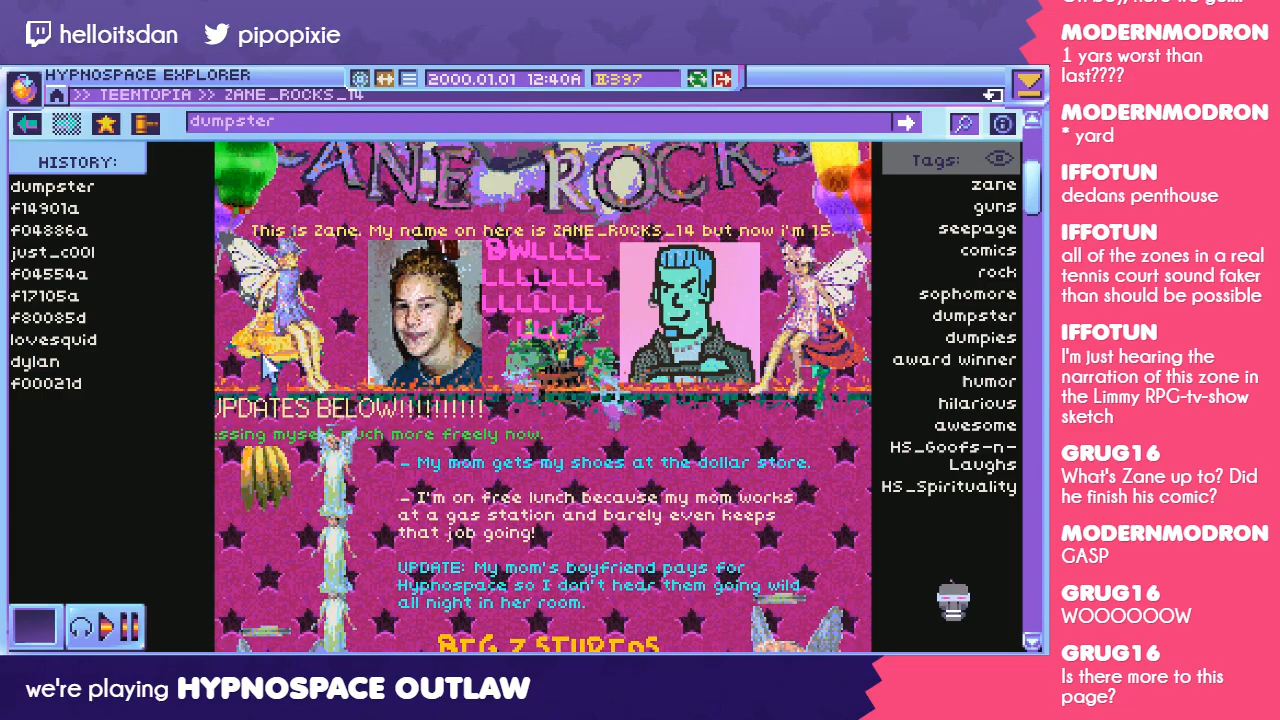 helloitsdan pipopixie
HYPNOSPACE EXPLORER
2000.01.01 12:40A
397
>> TEENTOPIA >> ZANE_ROCKS_14
dumpster
HISTORY:
dumpster
f14901a
f04886a
just_c00l
f04554a
f17105a
f80085d
lovesquid
dylan
f00021d
ZANE ROCKS
This is Zane. My name on here is ZANE_ROCKS_14 but now i'm 15.
BWLLLL
LLLLLLL
LLLLLLL
LLL
UPDATES BELOW!!!!!!!!!!!
ssing myself much more freely now.
- My mom gets my shoes at the dollar store.
- I'm on free lunch because my mom works
at a gas station and barely even keeps
that job going!
UPDATE: My mom's boyfriend pays for
Hypnospace so I don't hear them going wild
all night in her room.
BIG Z STUDIOS
Tags:
zane
guns
seepage
comics
rock
sophomore
dumpster
dumpies
award winner
humor
hilarious
awesome
HS_Goofs-n-
Laughs
HS_Spirituality
we're playing HYPNOSPACE OUTLAW
MODERNMODRON
1 yars worst than
last????
MODERNMODRON
* yard
IFFOTUN
dedans penthouse
IFFOTUN
all of the zones in a real
tennis court sound faker
than should be possible
IFFOTUN
I'm just hearing the
narration of this zone in
the Limmy RPG-tv-show
sketch
GRUG16
What's Zane up to? Did
he finish his comic?
MODERNMODRON
GASP
GRUG16
WOOOOOOW
GRUG16
Is there more to this
page?